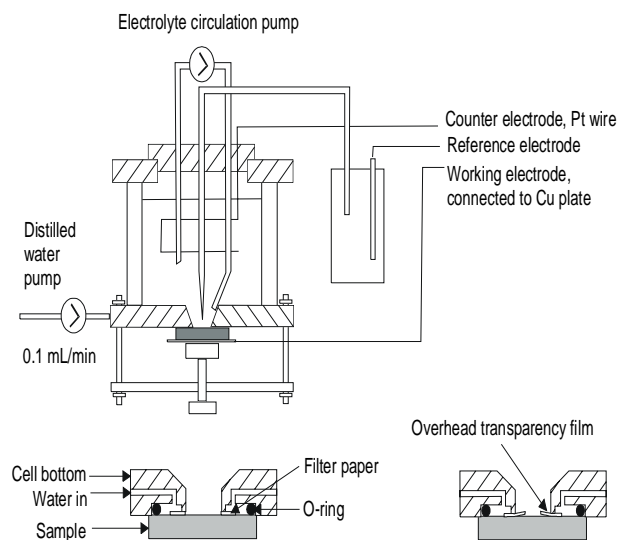 Electrolyte circulation pump
Counter electrode, Pt wire
Reference electrode
Working electrode,
connected to Cu plate
Distilled
water
pump
0.1 mL/min
Overhead transparency film
Cell bottom
Filter paper
Water in
O-ring
Sample